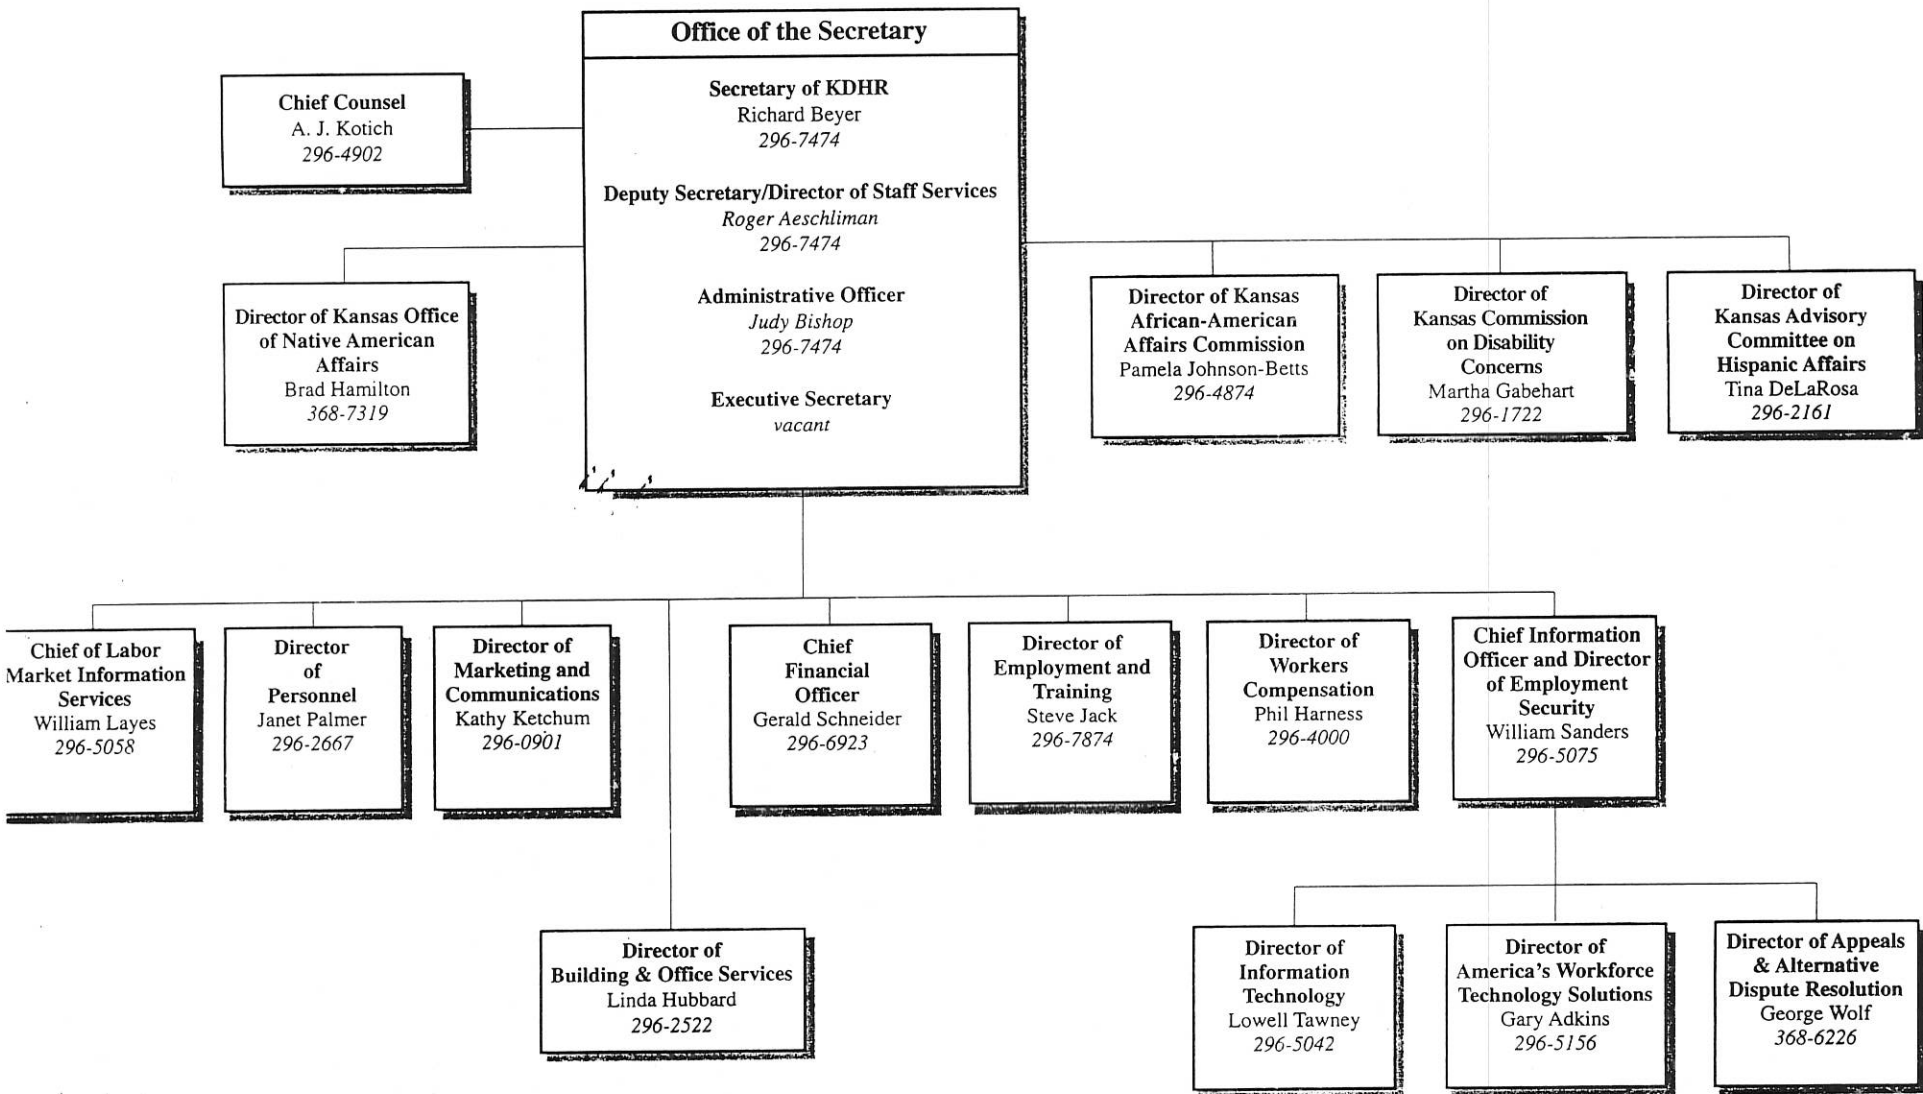 Office of the Secretary
Secretary of KDHR
Richard Beyer
296-7474
Deputy Secretary/Director of Staff Services
Roger Aeschliman
296-7474
Administrative Officer
Judy Bishop
296-7474
Executive Secretary
vacant
Chief Counsel
A. J. Kotich
296-4902
Director of Kansas Office
of Native American
Affairs
Brad Hamilton
368-7319
Director of Kansas
African-American
Affairs Commission
Pamela Johnson-Betts
296-4874
Director of
Kansas Commission
on Disability
Concerns
Martha Gabehart
296-1722
Director of
Kansas Advisory
Committee on
Hispanic Affairs
Tina DeLaRosa
296-2161
Chief of Labor
Market Information
Services
William Layes
296-5058
Director
of
Personnel
Janet Palmer
296-2667
Director of
Marketing and
Communications
Kathy Ketchum
296-0901
Chief
Financial
Officer
Gerald Schneider
296-6923
Director of
Employment and
Training
Steve Jack
296-7874
Director of
Workers
Compensation
Phil Harness
296-4000
Chief Information
Officer and Director
of Employment
Security
William Sanders
296-5075
Director of
Building & Office Services
Linda Hubbard
296-2522
Director of
Information
Technology
Lowell Tawney
296-5042
Director of
America's Workforce
Technology Solutions
Gary Adkins
296-5156
Director of Appeals
& Alternative
Dispute Resolution
George Wolf
368-6226